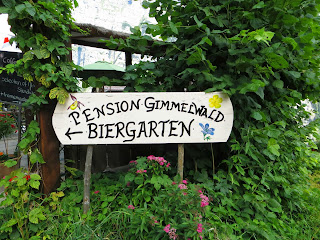 PENSION GIMMELWALD
← BIERGARTEN